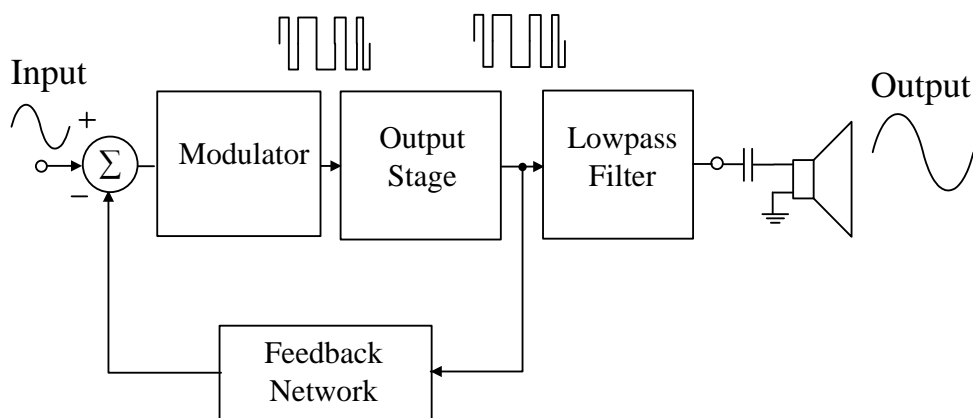 Input
Output
+
Σ
−
Modulator
Output
Stage
Lowpass
Filter
Feedback
Network